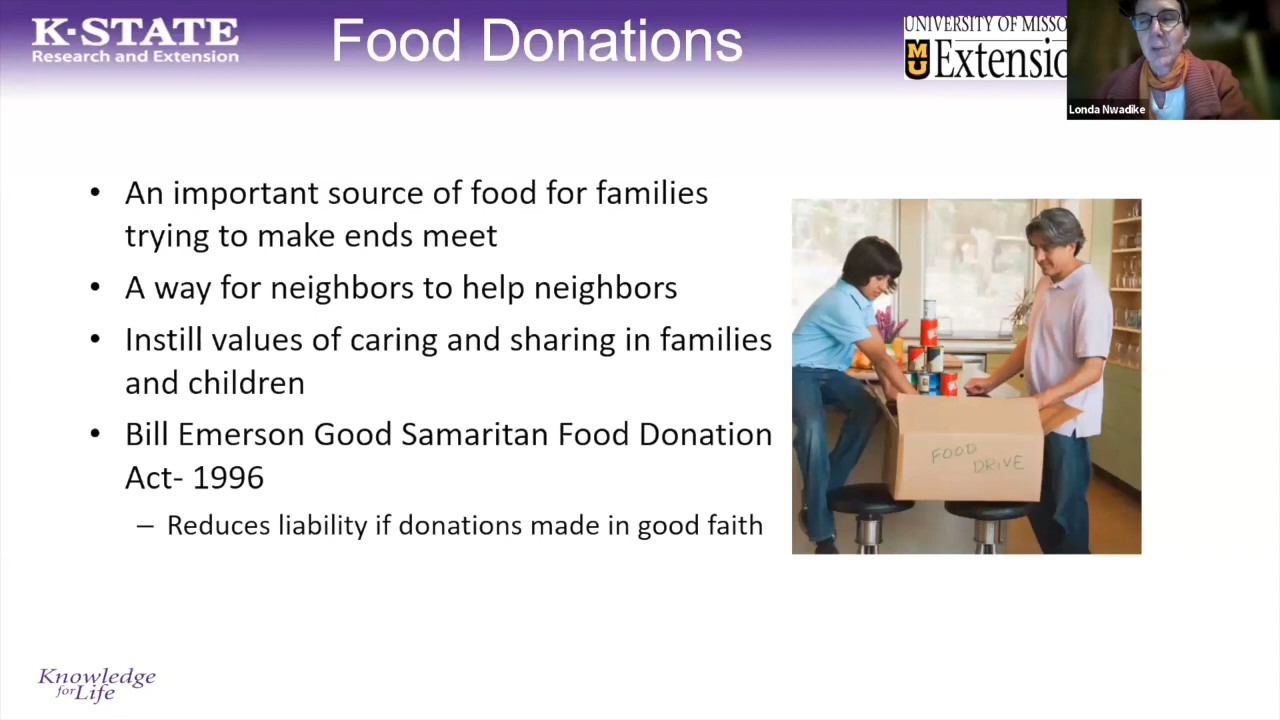 K-STATE
Research and Extension
Food Donations
UNIVERSITY OF MISSO
MU
Extensio
Londa Nwadike
• An important source of food for families
trying to make ends meet
• A way for neighbors to help neighbors
• Instill values of caring and sharing in families
and children
• Bill Emerson Good Samaritan Food Donation
Act- 1996
– Reduces liability if donations made in good faith
FOOD
DRIVE
Knowledge
for Life